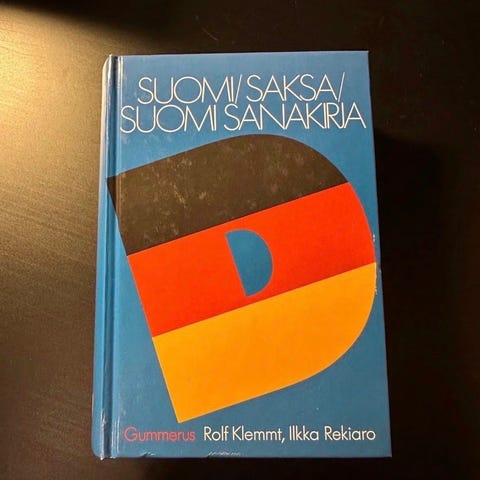 SUOMI/SAKSA/
SUOMI SANAKIRJA
D
Gummerus Rolf Klemmt, Ilkka Rekiaro